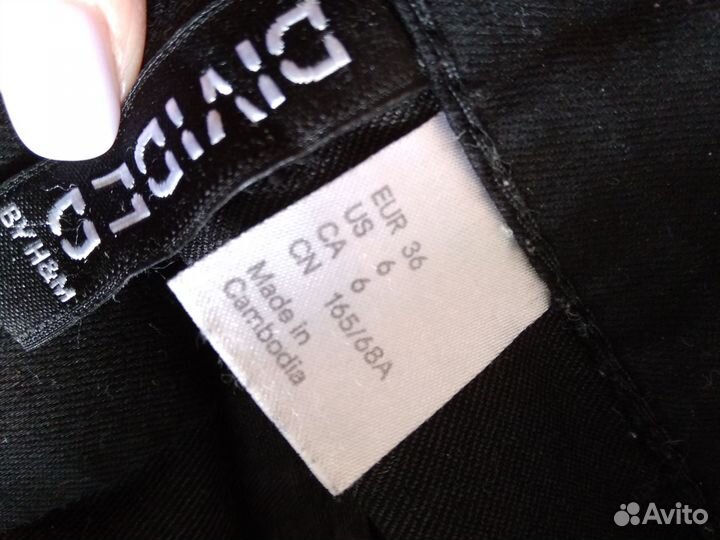 DIVIDED
BY H&M
EUR 36
US 6
CA 6
CN 165/68A
Made in
Cambodia
Avito